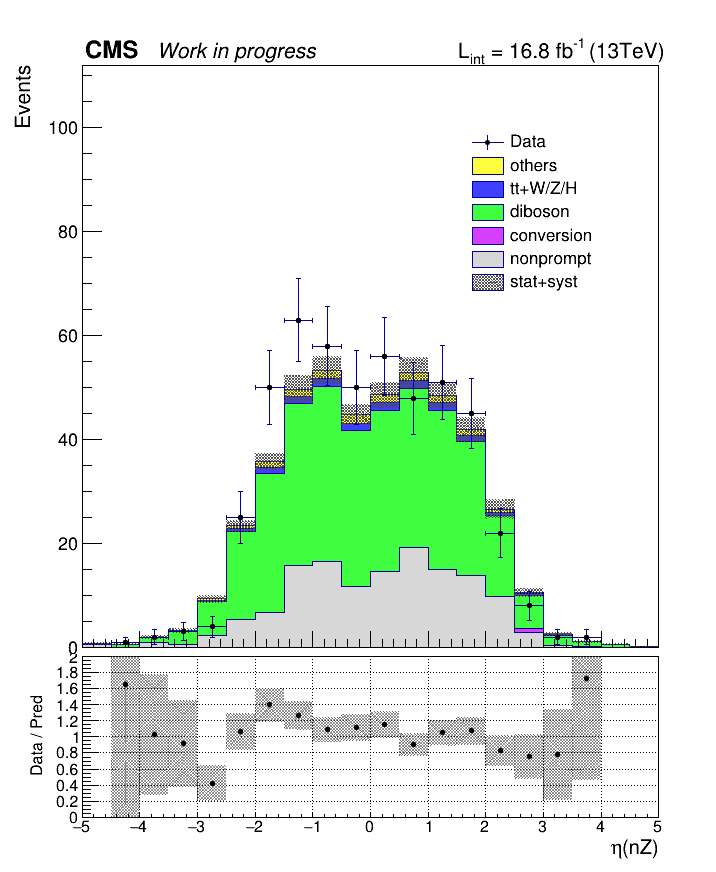 CMS Work in progress L_int = 16.8 fb^-1 (13TeV)
Events
100
80
60
40
20
0
Data
others
tt+W/Z/H
diboson
conversion
nonprompt
stat+syst
Data / Pred
2
1.8
1.6
1.4
1.2
1
0.8
0.6
0.4
0.2
0
−5 −4 −3 −2 −1 0 1 2 3 4 5
η(nZ)